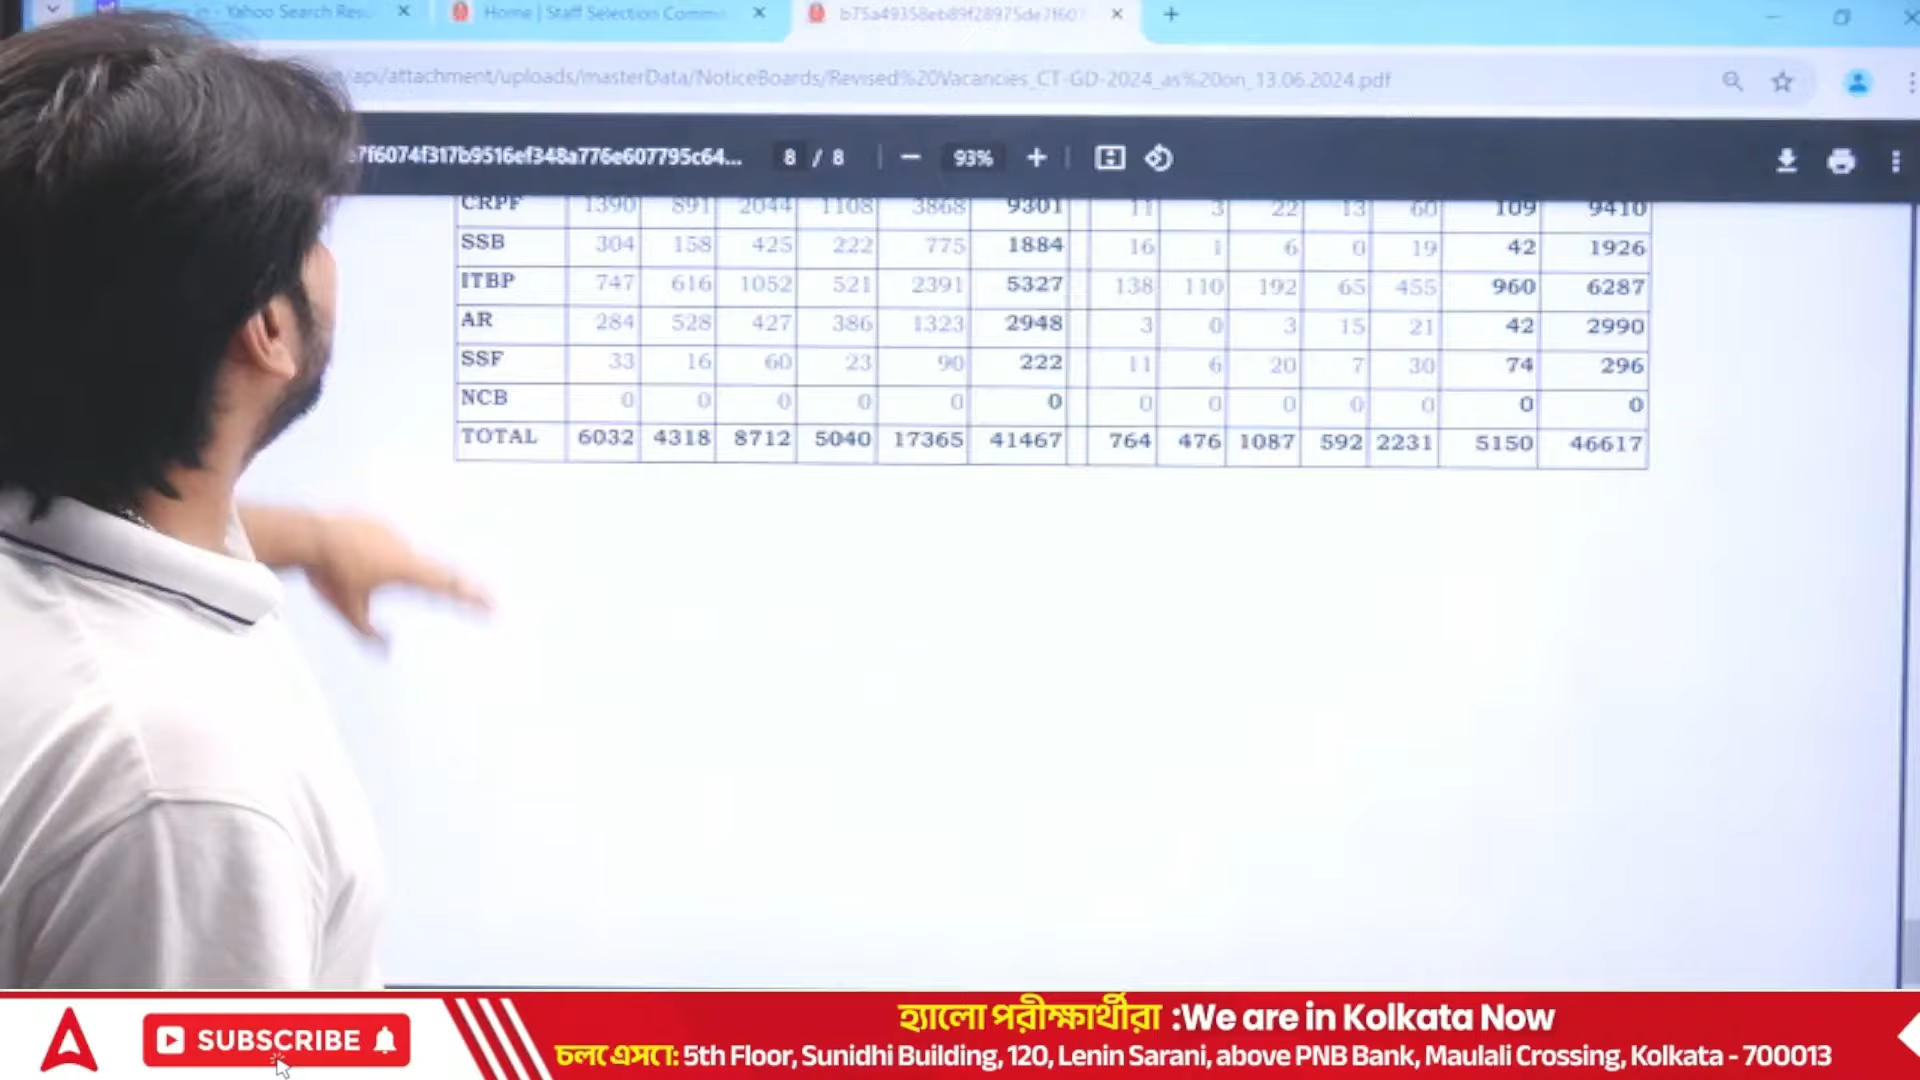 Yahoo Search Resu
Home | Staff Selection Commi
b75a49358eb89f28975de7f607
/api/attachment/uploads/masterData/NoticeBoards/Revised%20Vacancies_CT-GD-2024_as%20on_13.06.2024.pdf
e7f6074f317b9516ef348a776e607795c64... 8 / 8 93%
CRPF 1390 891 2044 1108 3868 9301 11 3 22 13 60 109 9410
SSB 304 158 425 222 775 1884 16 1 6 0 19 42 1926
ITBP 747 616 1052 521 2391 5327 138 110 192 65 455 960 6287
AR 284 528 427 386 1323 2948 3 0 3 15 21 42 2990
SSF 33 16 60 23 90 222 11 6 20 7 30 74 296
NCB 0 0 0 0 0 0 0 0 0 0 0 0 0
TOTAL 6032 4318 8712 5040 17365 41467 764 476 1087 592 2231 5150 46617
SUBSCRIBE
হ্যালো পরীক্ষার্থীরা :We are in Kolkata Now
চলে এসো: 5th Floor, Sunidhi Building, 120, Lenin Sarani, above PNB Bank, Maulali Crossing, Kolkata - 700013